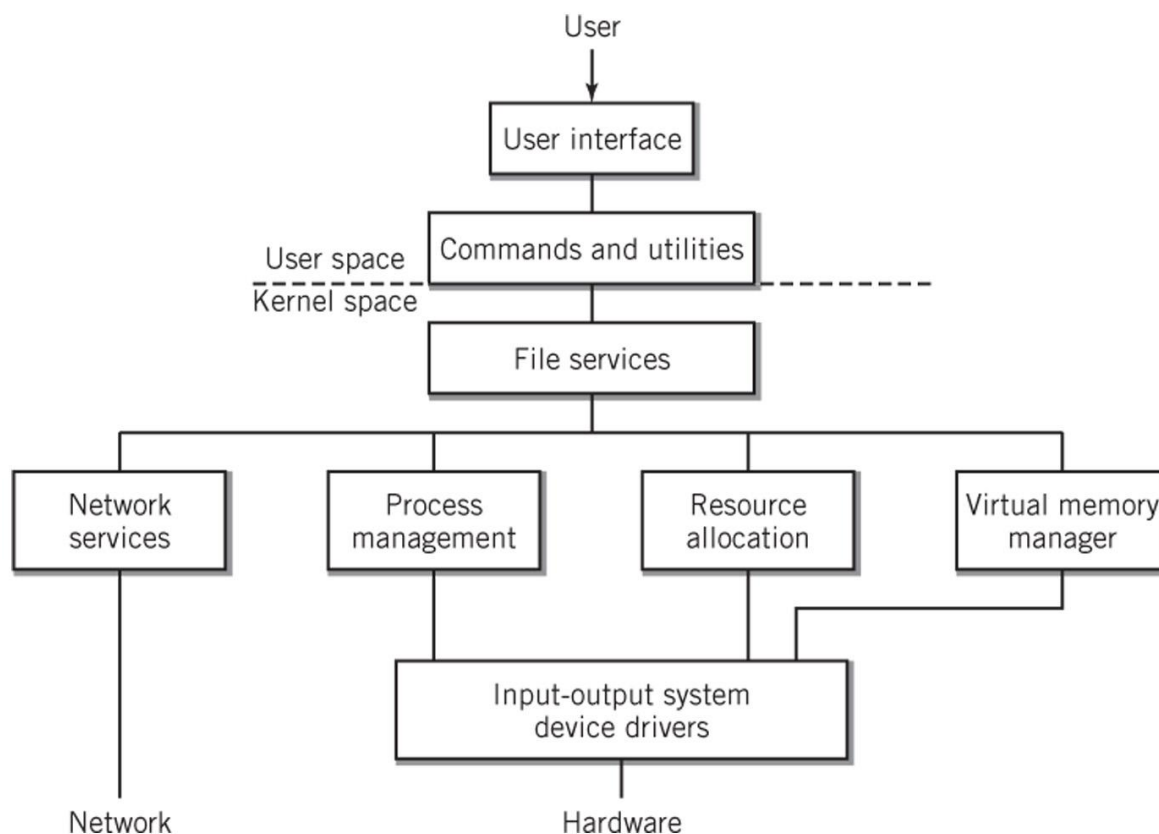 User
User interface
Commands and utilities
User space
Kernel space
File services
Network
services
Process
management
Resource
allocation
Virtual memory
manager
Input-output system
device drivers
Network
Hardware